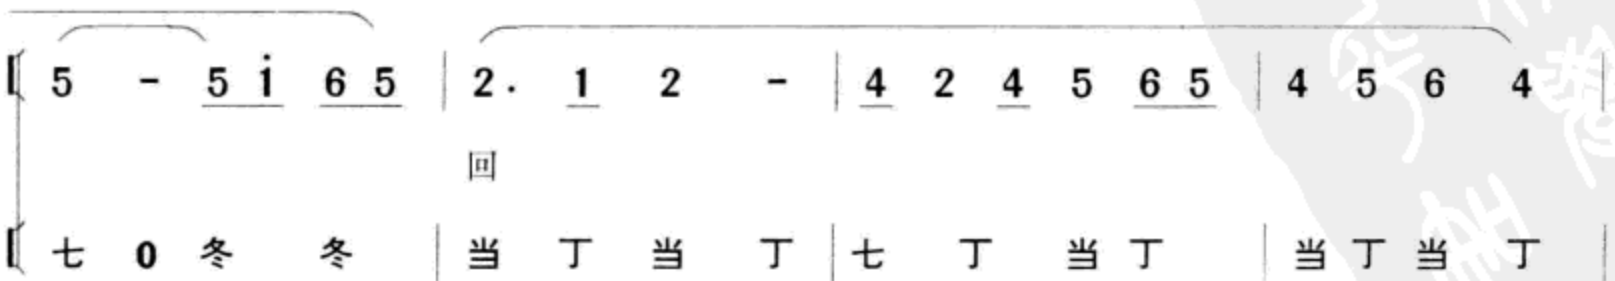 5 - 5 i 6 5 | 2. 1 2 - | 4 2 4 5 6 5 | 4 5 6 4 |
回
七 0 冬 冬 | 当 丁 当 丁 | 七 丁 当 丁 | 当 丁 当 丁 |